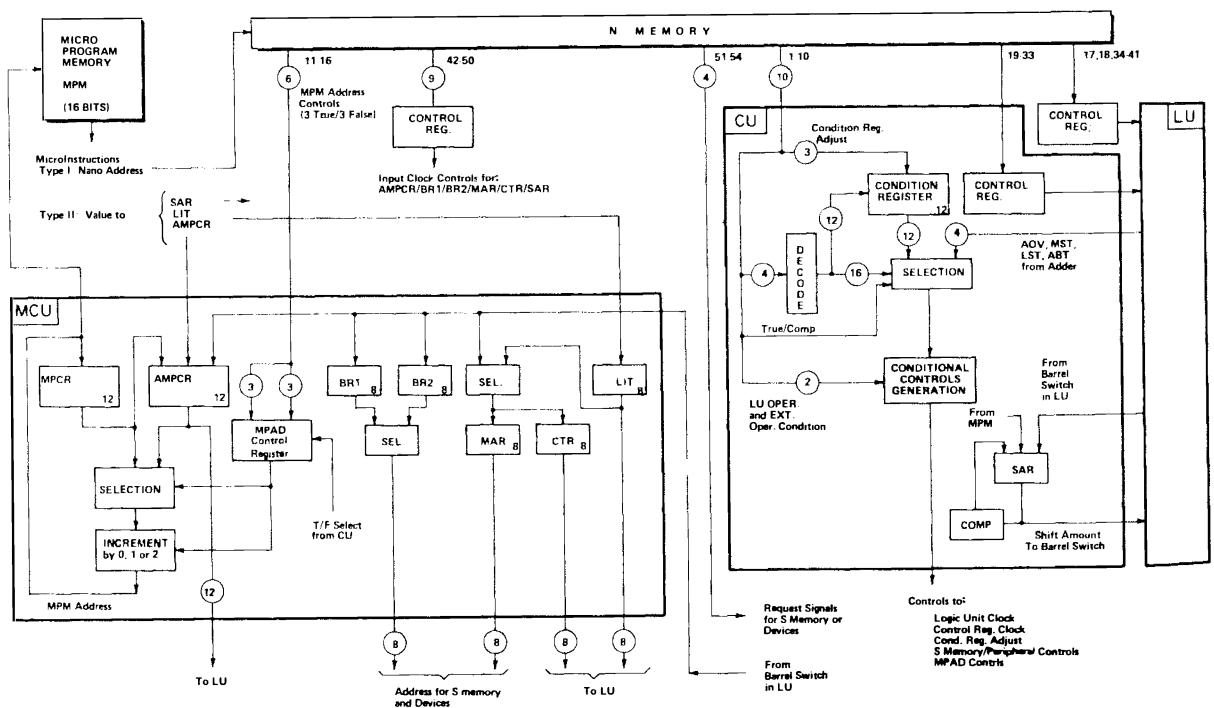 MICRO
PROGRAM
MEMORY
MPM
(16 BITS)
N MEMORY
6
11-16
MPM Address
Controls
(3 True/3 False)
9
42-50
CONTROL
REG.
Input Clock Controls for:
AMPCR/BR1/BR2/MAR/CTR/SAR
4
51-54
10
1-10
19-33
17,18,34-41
CONTROL
REG.
LU
MicroInstructions
Type I: Nano Address
Type II: Value to
SAR
LIT
AMPCR
CU
Condition Reg.
Adjust
3
CONDITION
REGISTER
12
CONTROL
REG.
12
12
4
AOV, MST,
LST, ABT
from Adder
4
DECODE
16
SELECTION
True/Comp
2
CONDITIONAL
CONTROLS
GENERATION
LU OPER.
and EXT.
Oper. Condition
From
Barrel
Switch
in LU
From
MPM
SAR
COMP
Shift Amount
To Barrel Switch
MCU
MPCR
12
AMPCR
12
3
3
MPAD
Control
Register
BR1
8
BR2
8
SEL.
LIT
8
SEL
MAR
8
CTR
8
SELECTION
INCREMENT
by 0, 1 or 2
T/F Select
from CU
MPM Address
12
8
8
8
8
To LU
Address for S memory
and Devices
To LU
Request Signals
for S Memory or
Devices
From
Barrel Switch
in LU
Controls to:
Logic Unit Clock
Control Reg. Clock
Cond. Reg. Adjust
S Memory/Peripheral Controls
MPAD Contrls